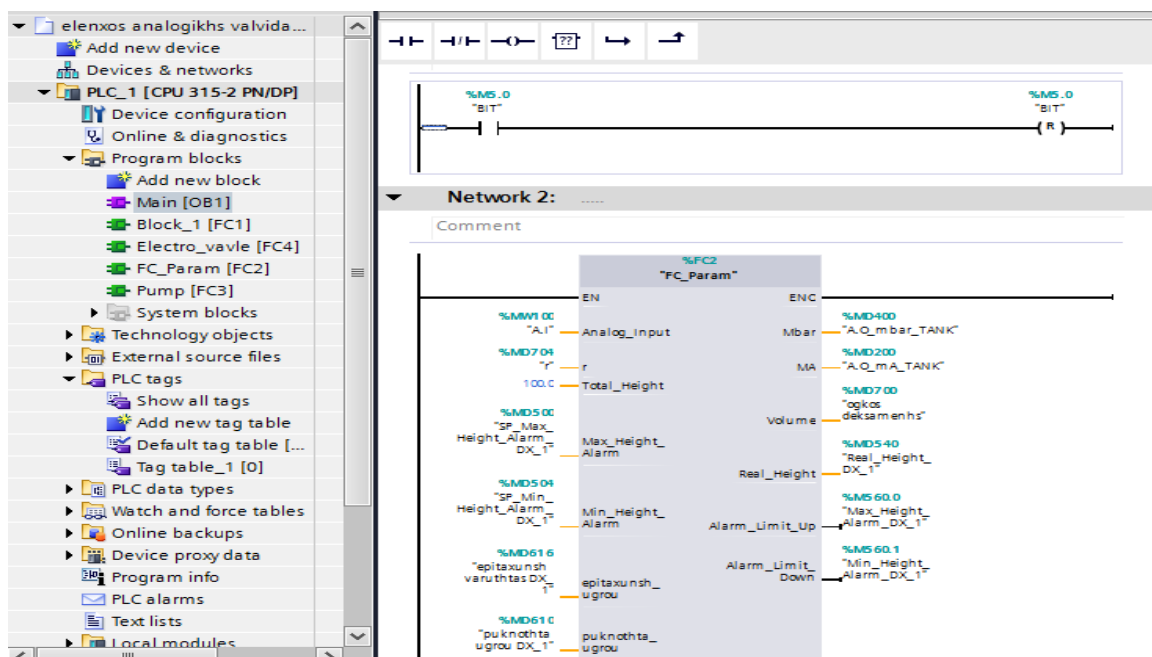 elenxos analogikhs valvida...
Add new device
Devices & networks
PLC_1 [CPU 315-2 PN/DP]
Device configuration
Online & diagnostics
Program blocks
Add new block
Main [OB1]
Block_1 [FC1]
Electro_vavle [FC4]
FC_Param [FC2]
Pump [FC3]
System blocks
Technology objects
External source files
PLC tags
Show all tags
Add new tag table
Default tag table [...
Tag table_1 [0]
PLC data types
Watch and force tables
Online backups
Device proxy data
Program info
PLC alarms
Text lists
Local modules
??
%M5.0
"BIT"
%M5.0
"BIT"
R
Network 2: .....
Comment
%FC2
"FC_Param"
EN
ENO
%MW100
"A.I"
Analog_Input
%MD704
"r"
r
100.0
Total_Height
%MD500
"SP_Max_
Height_Alarm_
DX_1"
Max_Height_
Alarm
%MD504
"SP_Min_
Height_Alarm_
DX_1"
Min_Height_
Alarm
%MD616
"epitaxunsh
varuthtas DX_
1"
epitaxunsh_
ugrou
%MD610
"puknothta
ugrou DX_1"
puknothta_
ugrou
Mbar
%MD400
"A.O_mbar_TANK"
MA
%MD200
"A.O_mA_TANK"
Volume
%MD700
"ogkos
deksamenhs"
Real_Height
%MD540
"Real_Height_
DX_1"
Alarm_Limit_Up
%M560.0
"Max_Height_
Alarm_DX_1"
Alarm_Limit_
Down
%M560.1
"Min_Height_
Alarm_DX_1"